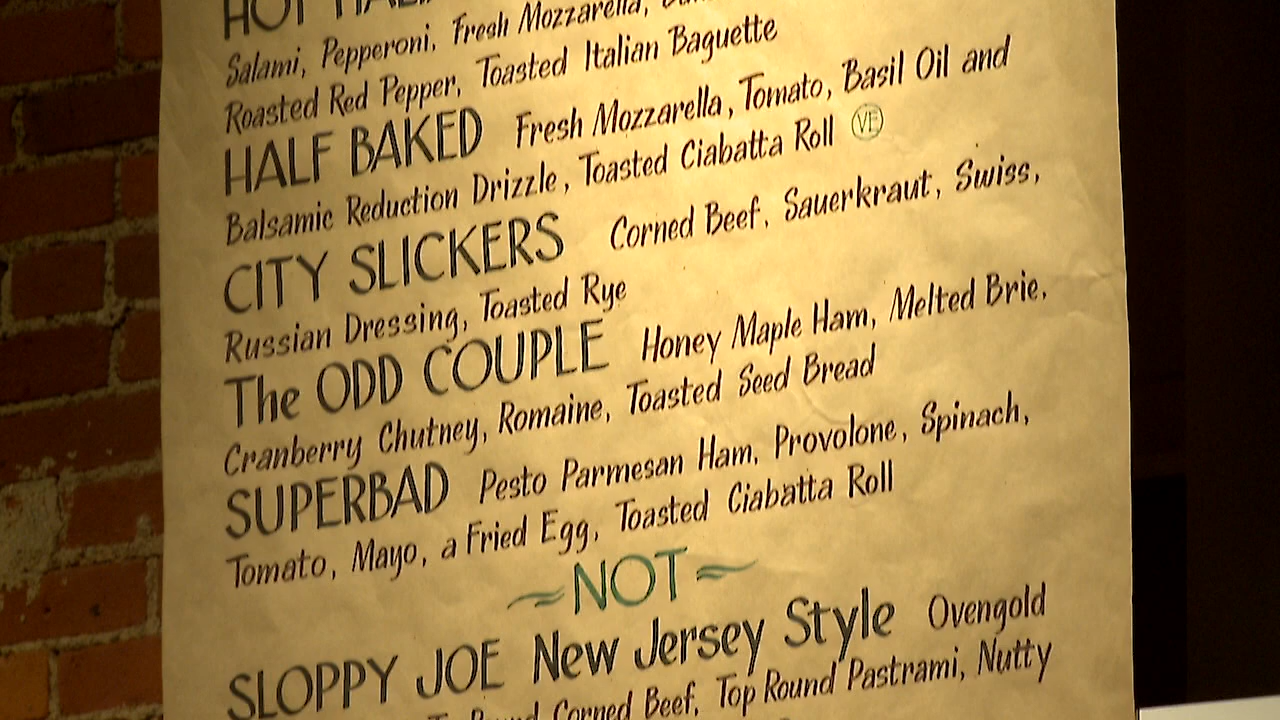 HOT
Salami, Pepperoni, Fresh Mozzarella,
Roasted Red Pepper, Toasted Italian Baguette
HALF BAKED Fresh Mozzarella, Tomato, Basil Oil and
Balsamic Reduction Drizzle, Toasted Ciabatta Roll VE
CITY SLICKERS Corned Beef, Sauerkraut, Swiss,
Russian Dressing, Toasted Rye
The ODD COUPLE Honey Maple Ham, Melted Brie,
Cranberry Chutney, Romaine, Toasted Seed Bread
SUPERBAD Pesto Parmesan Ham, Provolone, Spinach,
Tomato, Mayo, a Fried Egg, Toasted Ciabatta Roll
~NOT~
SLOPPY JOE New Jersey Style Ovengold
Corned Beef, Top Round Pastrami, Nutty